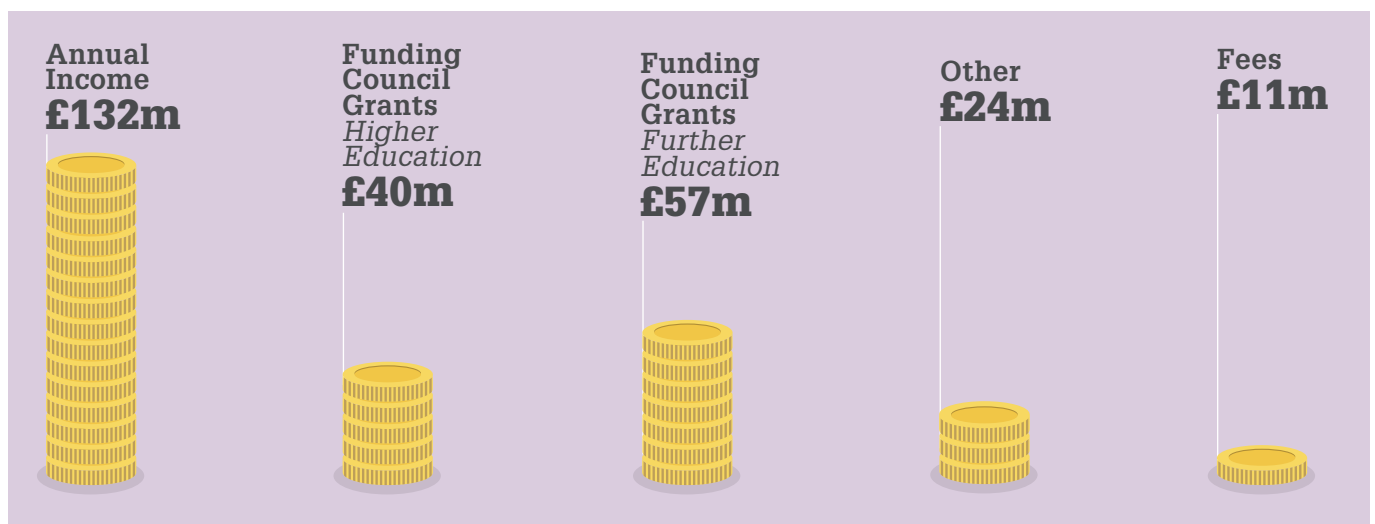 Annual
Income
£132m
Funding
Council
Grants
Higher
Education
£40m
Funding
Council
Grants
Further
Education
£57m
Other
£24m
Fees
£11m